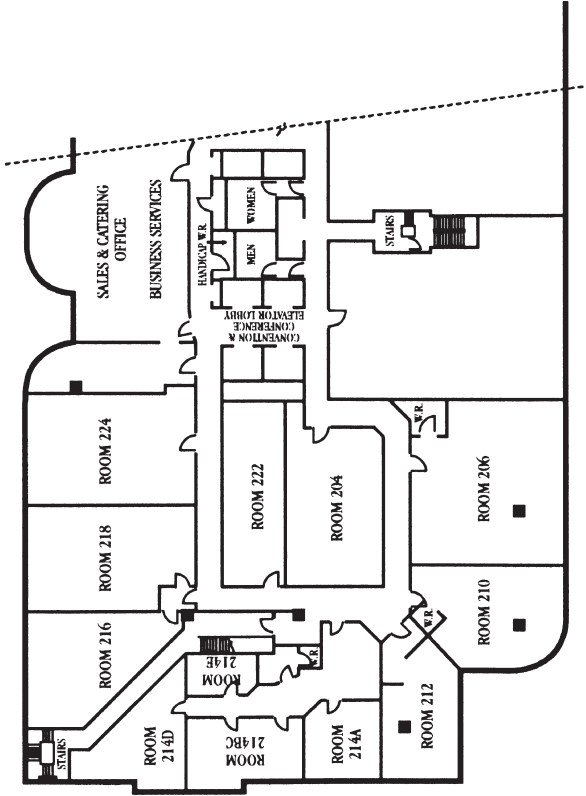 SALES & CATERING
OFFICE
BUSINESS SERVICES
HANDICAP W.R.
WOMEN
MEN
STAIRS
CONVENTION &
CONFERENCE
ELEVATOR LOBBY
ROOM 224
ROOM 222
ROOM 204
W.R.
ROOM 206
ROOM 218
ROOM 210
W.R.
ROOM 216
ROOM
214E
W.R.
ROOM 212
STAIRS
ROOM
214D
ROOM
214BC
ROOM
214A